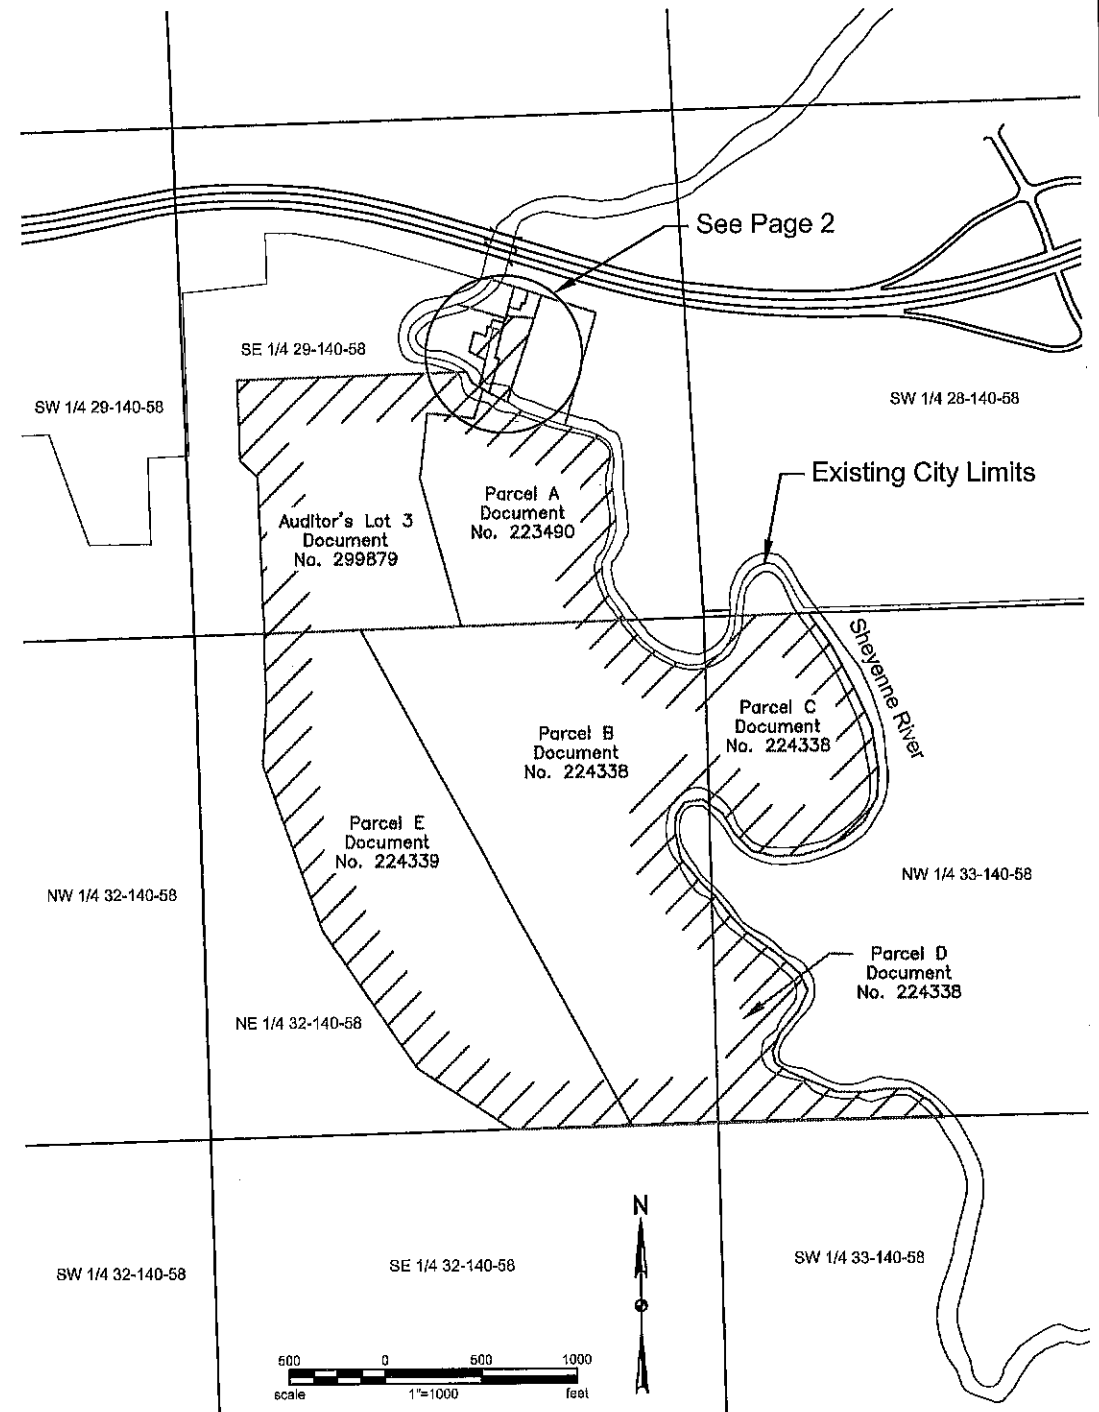 See Page 2
SE 1/4 29-140-58
SW 1/4 29-140-58
SW 1/4 28-140-58
Existing City Limits
Parcel A
Document
No. 223490
Auditor's Lot 3
Document
No. 299879
Sheyenne River
Parcel C
Document
No. 224338
Parcel B
Document
No. 224338
Parcel E
Document
No. 224339
NW 1/4 32-140-58
NW 1/4 33-140-58
Parcel D
Document
No. 224338
NE 1/4 32-140-58
N
SW 1/4 32-140-58
SE 1/4 32-140-58
SW 1/4 33-140-58
500 0 500 1000
scale 1"=1000 feet